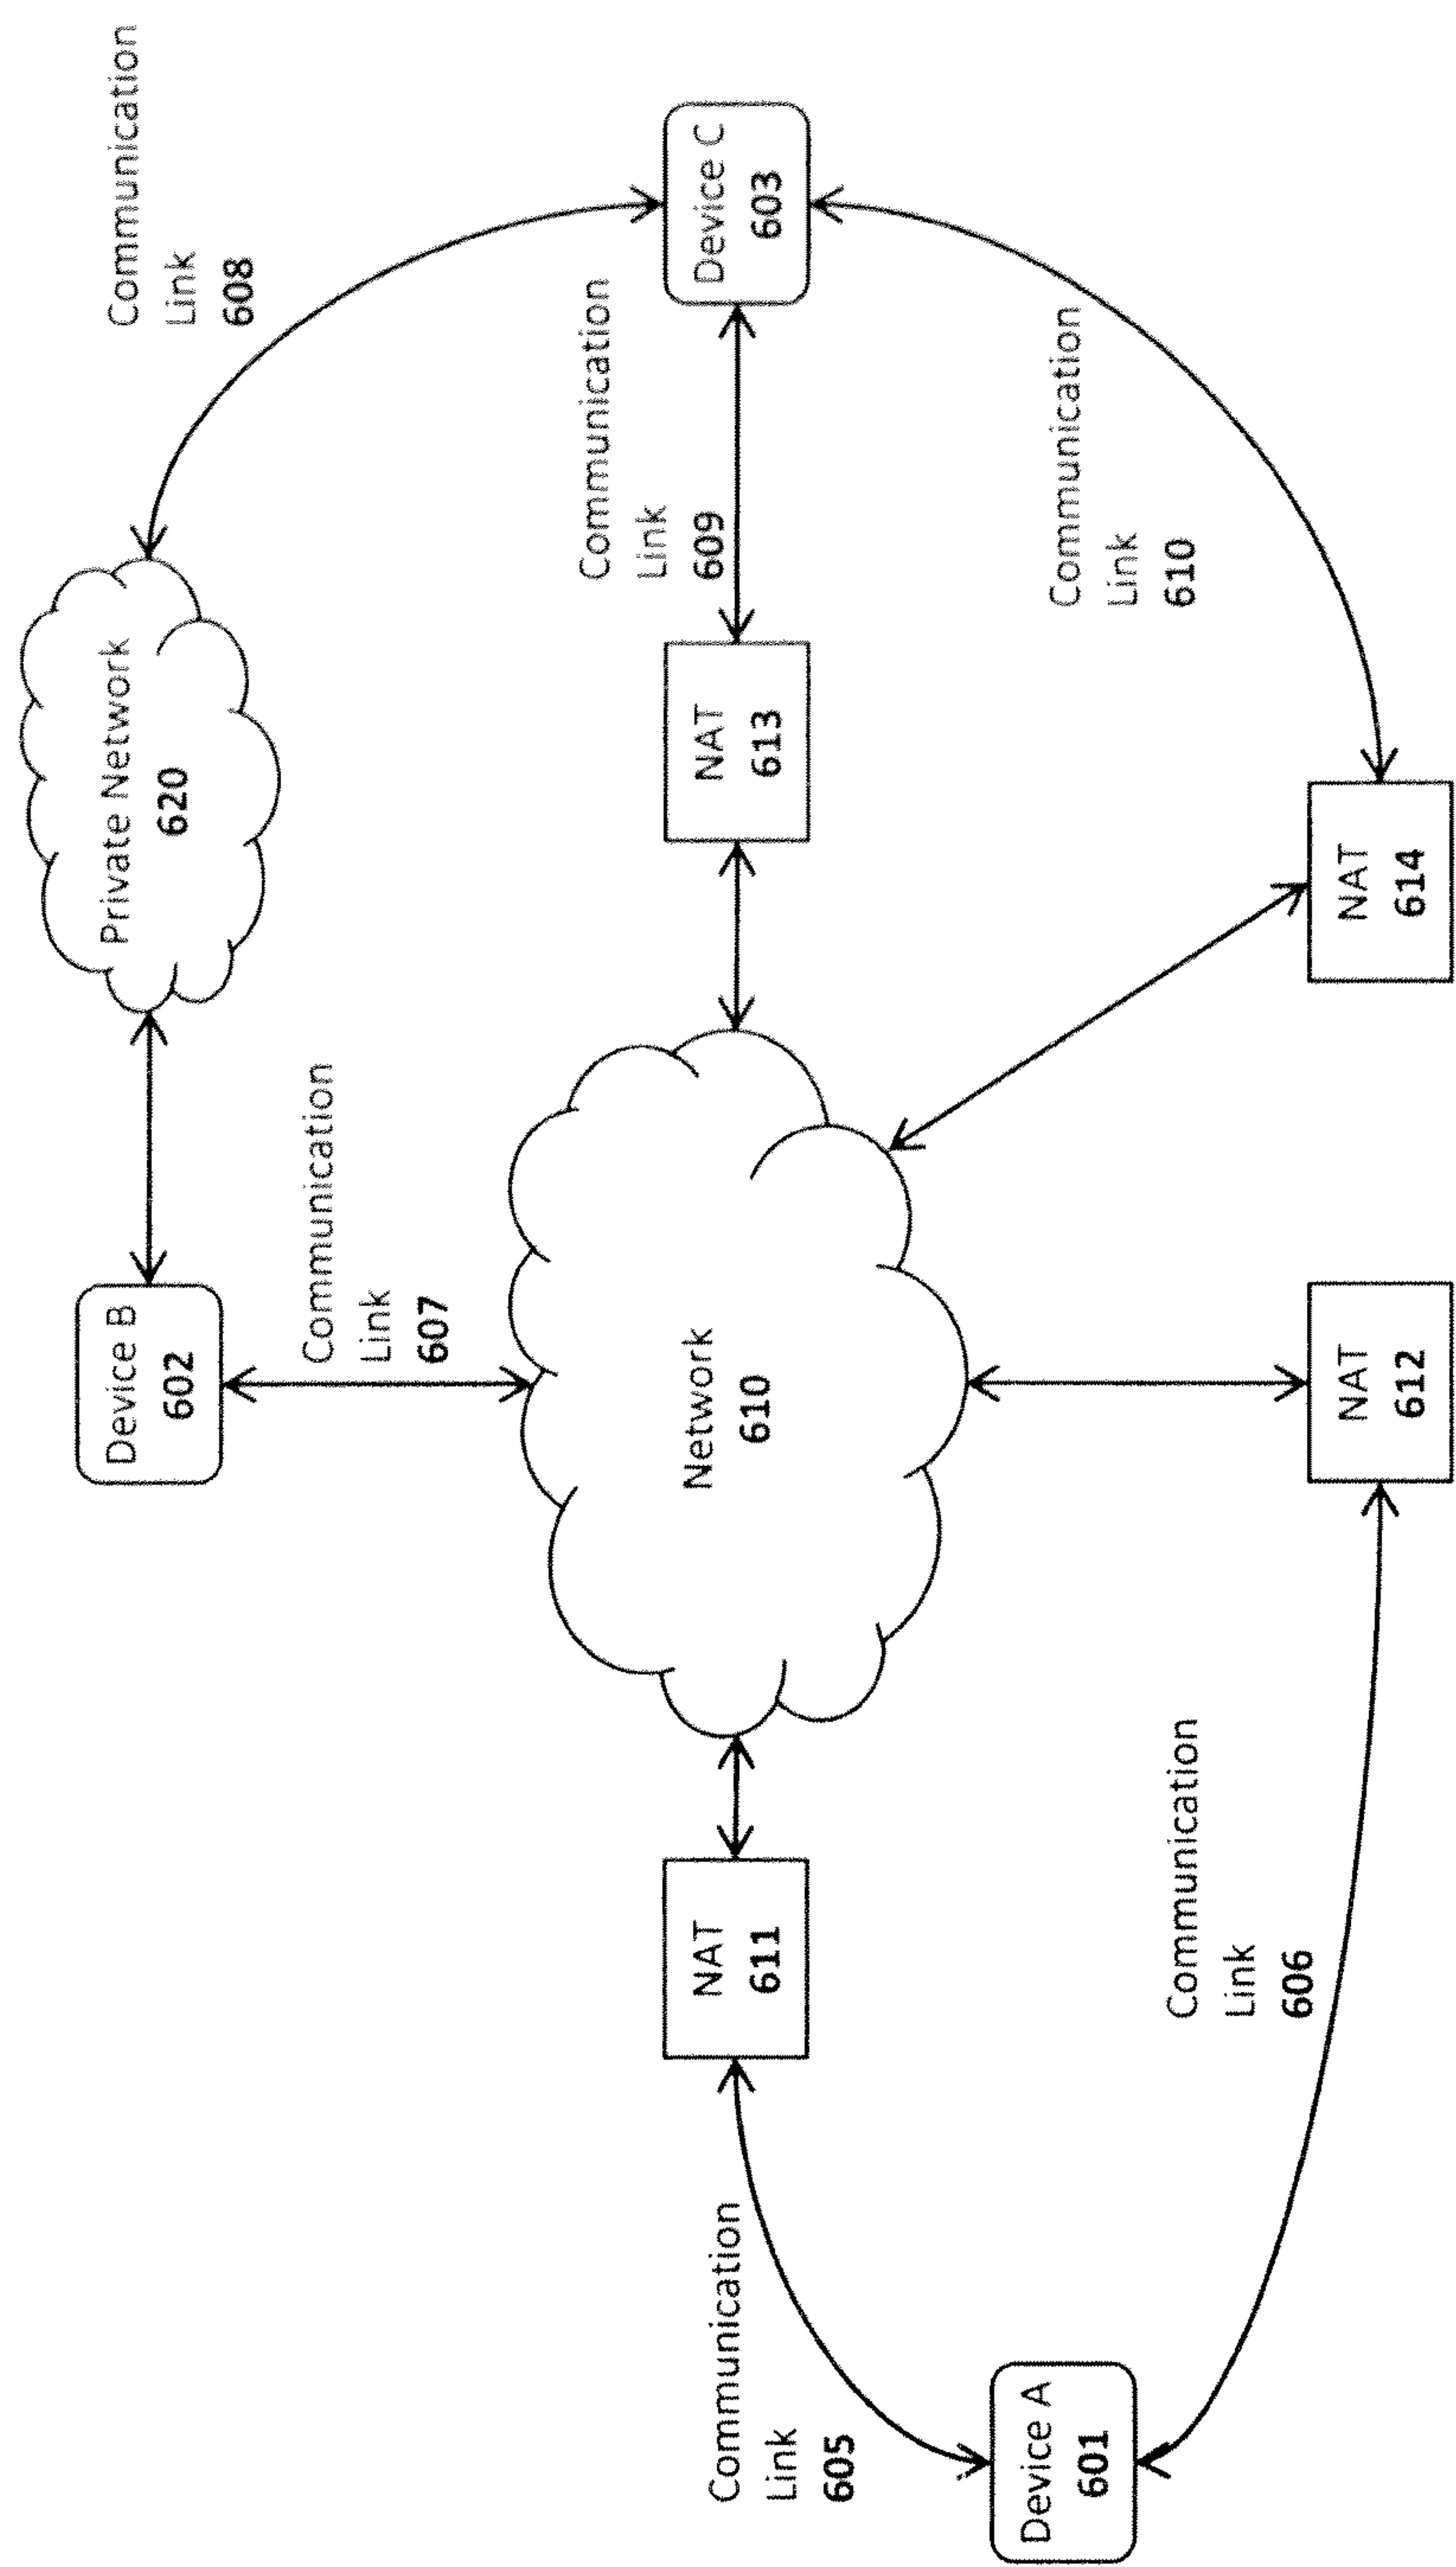 Device B
602
Private Network
620
Communication
Link
608
Communication
Link
607
Communication
Link
609
Device C
603
NAT
613
Network
610
NAT
611
Communication
Link
605
Communication
Link
610
Device A
601
Communication
Link
606
NAT
612
NAT
614